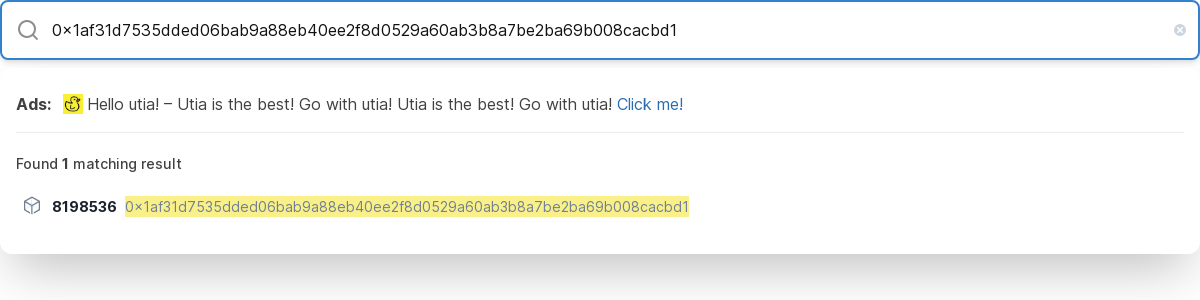 0x1af31d7535dded06bab9a88eb40ee2f8d0529a60ab3b8a7be2ba69b008cacbd1
Ads: Hello utia! – Utia is the best! Go with utia! Utia is the best! Go with utia! Click me!
Found 1 matching result
8198536 0x1af31d7535dded06bab9a88eb40ee2f8d0529a60ab3b8a7be2ba69b008cacbd1